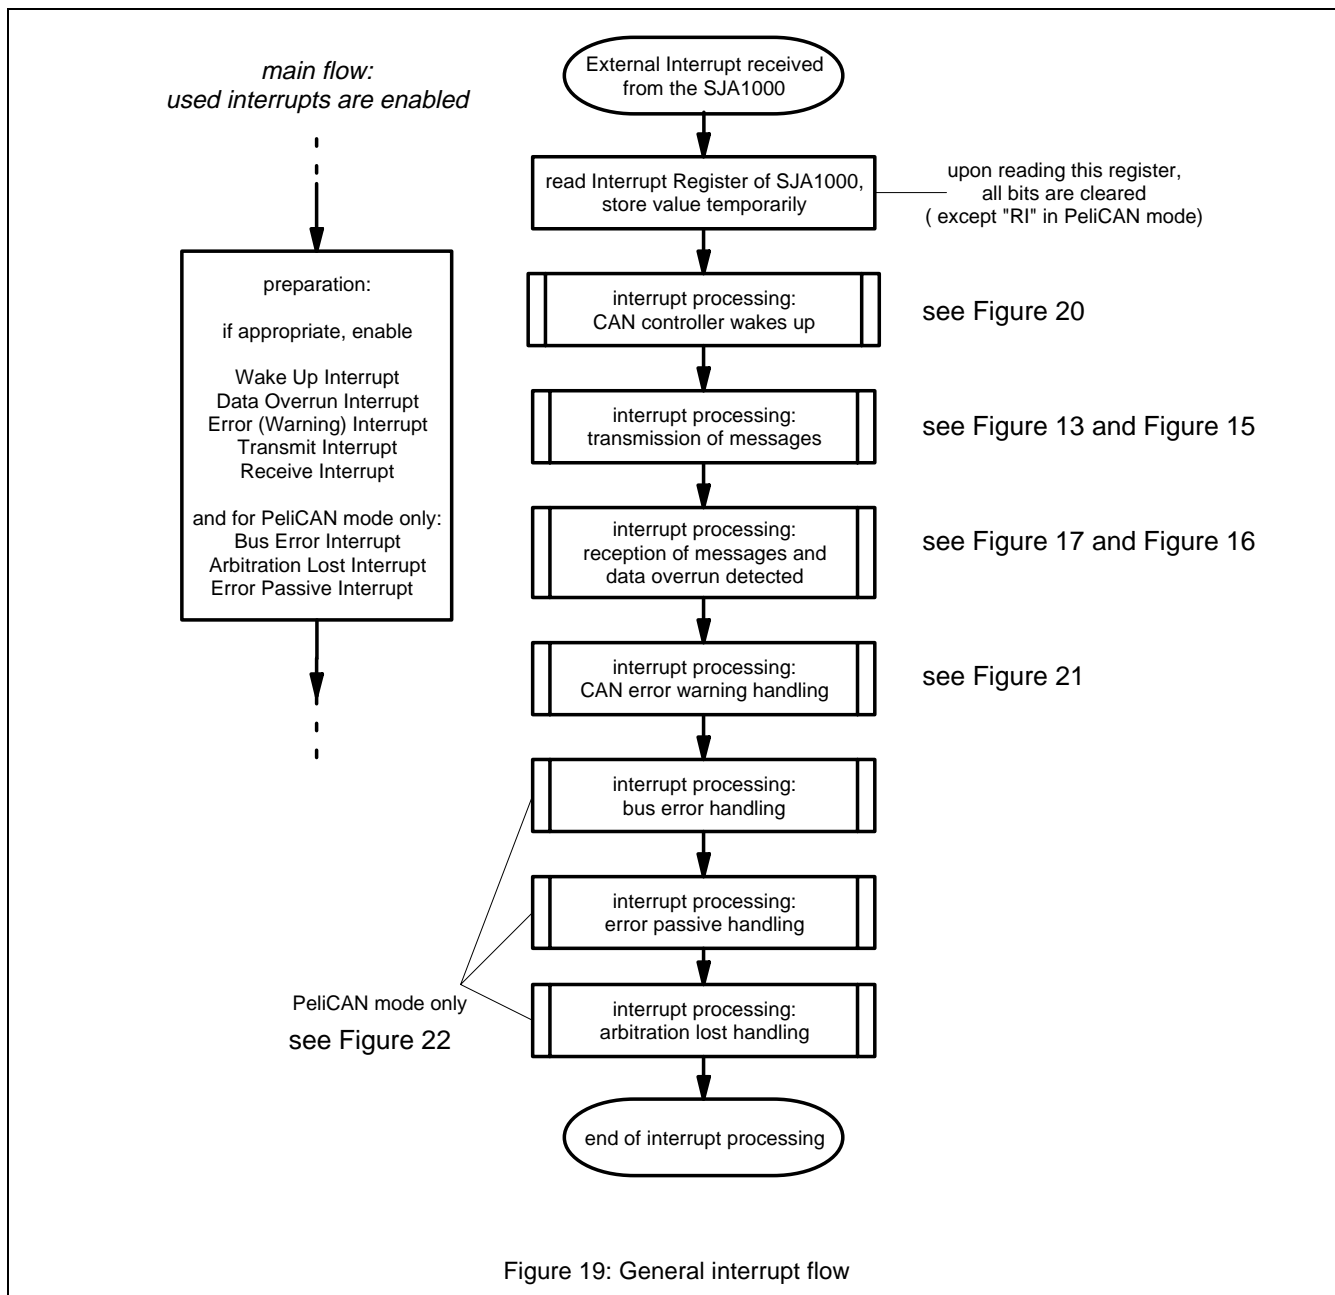 main flow:
used interrupts are enabled
preparation:
if appropriate, enable
Wake Up Interrupt
Data Overrun Interrupt
Error (Warning) Interrupt
Transmit Interrupt
Receive Interrupt
and for PeliCAN mode only:
Bus Error Interrupt
Arbitration Lost Interrupt
Error Passive Interrupt
External Interrupt received
from the SJA1000
read Interrupt Register of SJA1000,
store value temporarily
upon reading this register,
all bits are cleared
( except "RI" in PeliCAN mode)
interrupt processing:
CAN controller wakes up
see Figure 20
interrupt processing:
transmission of messages
see Figure 13 and Figure 15
interrupt processing:
reception of messages and
data overrun detected
see Figure 17 and Figure 16
interrupt processing:
CAN error warning handling
see Figure 21
interrupt processing:
bus error handling
interrupt processing:
error passive handling
interrupt processing:
arbitration lost handling
PeliCAN mode only
see Figure 22
end of interrupt processing
Figure 19: General interrupt flow